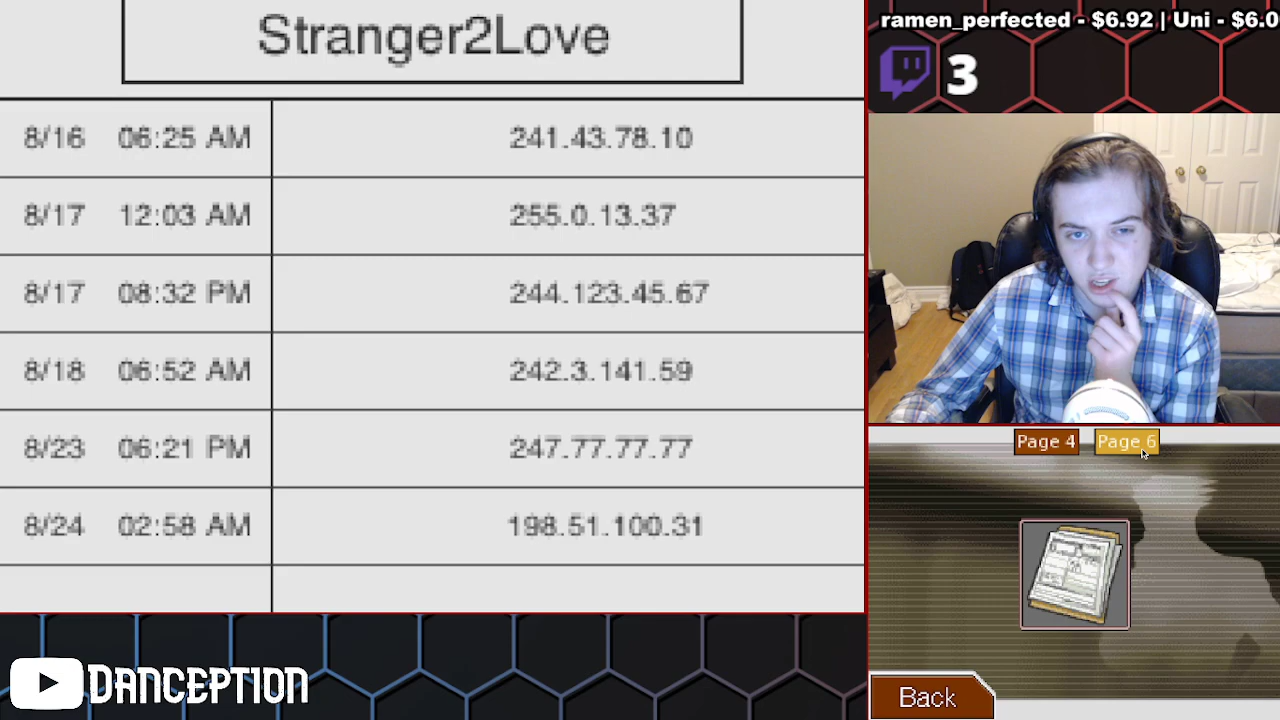 Stranger2Love
8/16 06:25 AM 241.43.78.10
8/17 12:03 AM 255.0.13.37
8/17 08:32 PM 244.123.45.67
8/18 06:52 AM 242.3.141.59
8/23 06:21 PM 247.77.77.77
8/24 02:58 AM 198.51.100.31
DANCEPTION
ramen_perfected - $6.92 | Uni - $6.0
3
Page 4 Page 6
Back